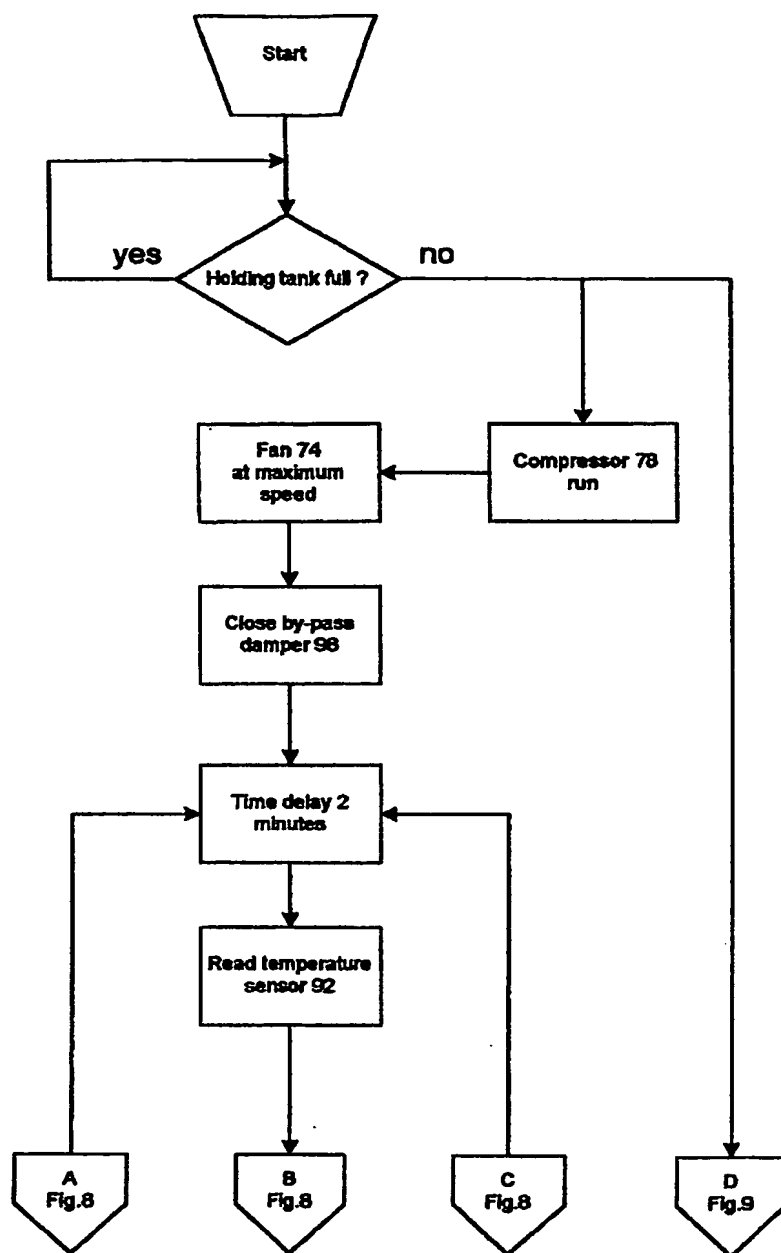 Start
yes
Holding tank full ?
no
Fan 74
at maximum
speed
Compressor 78
run
Close by-pass
damper 98
Time delay 2
minutes
Read temperature
sensor 92
A
Fig.8
B
Fig.8
C
Fig.8
D
Fig.9